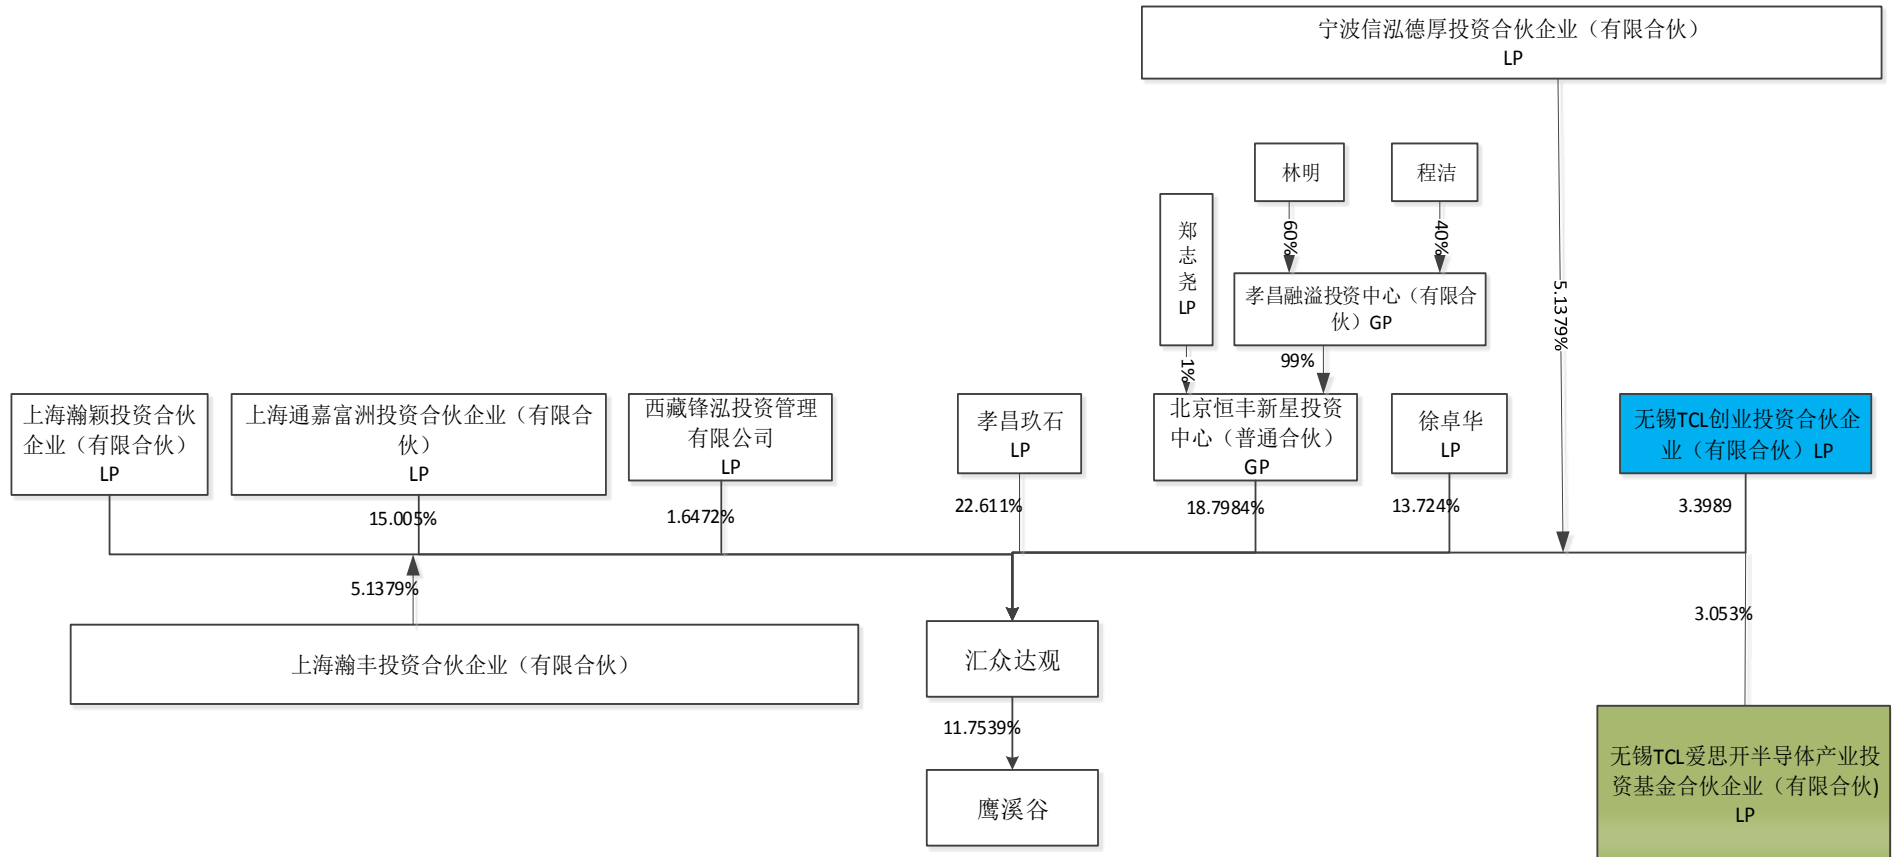 宁波信泓德厚投资合伙企业（有限合伙）
LP
林明
程洁
郑志尧LP
60%
40%
孝昌融溢投资中心（有限合
伙）GP
5.1379%
1%
99%
上海瀚颖投资合伙
企业（有限合伙）
LP
上海通嘉富洲投资合伙企业（有限合
伙）
LP
西藏锋泓投资管理
有限公司
LP
孝昌玖石
LP
北京恒丰新星投资
中心（普通合伙）
GP
徐卓华
LP
无锡TCL创业投资合伙企
业（有限合伙）LP
15.005%
1.6472%
22.611%
18.7984%
13.724%
3.3989
5.1379%
3.053%
上海瀚丰投资合伙企业（有限合伙）
汇众达观
11.7539%
鹰溪谷
无锡TCL爱思开半导体产业投
资基金合伙企业（有限合伙)
LP